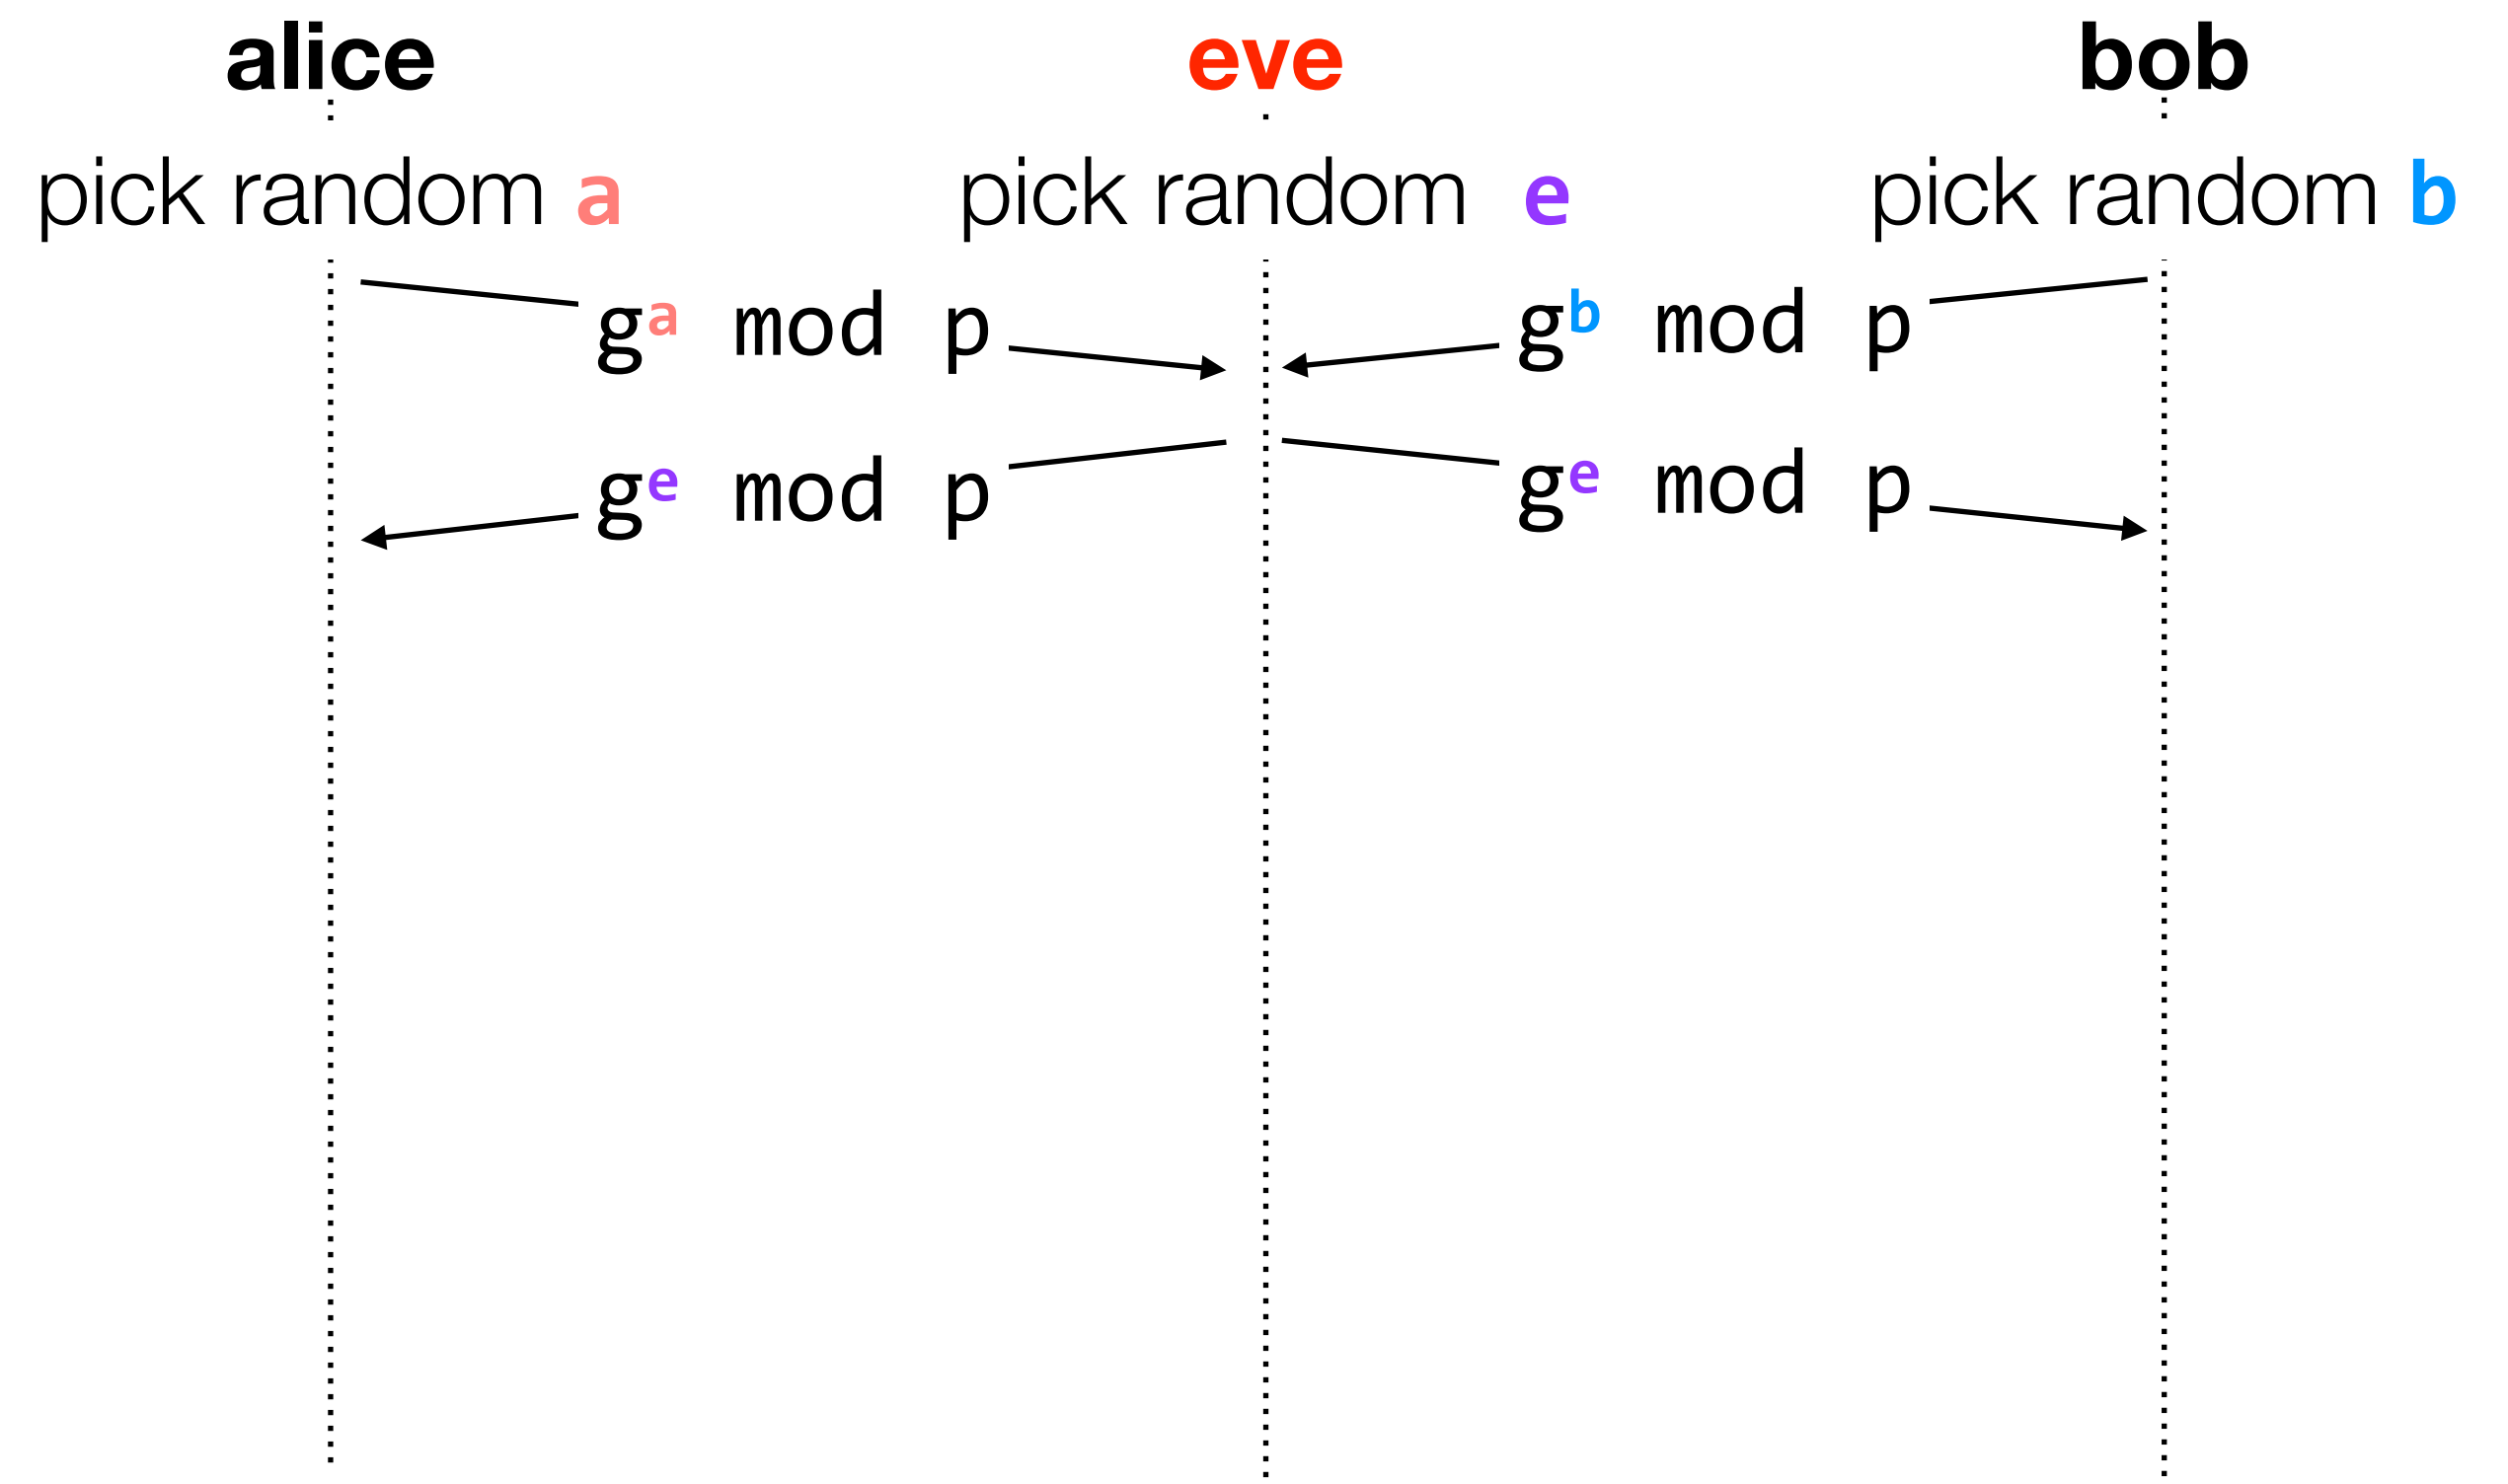 alice eve bob
pick random a pick random e pick random b
gᵃ mod p gᵇ mod p
gᵉ mod p gᵉ mod p